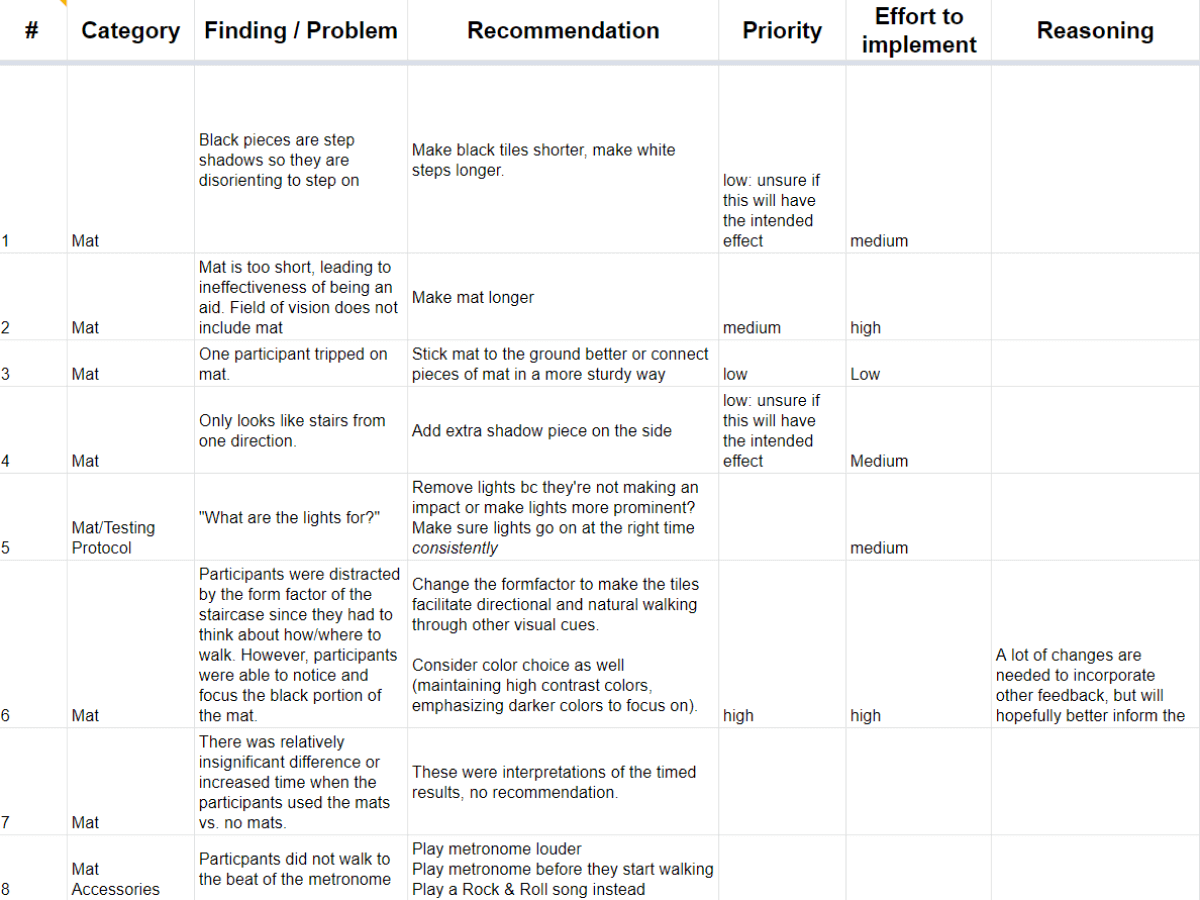 #
Category
Finding / Problem
Recommendation
Priority
Effort to
implement
Reasoning
1
Mat
Black pieces are step
shadows so they are
disorienting to step on
Make black tiles shorter, make white
steps longer.
low: unsure if
this will have
the intended
effect
medium
2
Mat
Mat is too short, leading to
ineffectiveness of being an
aid. Field of vision does not
include mat
Make mat longer
medium
high
3
Mat
One participant tripped on
mat.
Stick mat to the ground better or connect
pieces of mat in a more sturdy way
low
Low
4
Mat
Only looks like stairs from
one direction.
Add extra shadow piece on the side
low: unsure if
this will have
the intended
effect
Medium
5
Mat/Testing
Protocol
"What are the lights for?"
Remove lights bc they're not making an
impact or make lights more prominent?
Make sure lights go on at the right time
consistently
medium
6
Mat
Participants were distracted
by the form factor of the
staircase since they had to
think about how/where to
walk. However, participants
were able to notice and
focus the black portion of
the mat.
Change the formfactor to make the tiles
facilitate directional and natural walking
through other visual cues.
Consider color choice as well
(maintaining high contrast colors,
emphasizing darker colors to focus on).
high
high
A lot of changes are
needed to incorporate
other feedback, but will
hopefully better inform the
7
Mat
There was relatively
insignificant difference or
increased time when the
participants used the mats
vs. no mats.
These were interpretations of the timed
results, no recommendation.
8
Mat
Accessories
Particpants did not walk to
the beat of the metronome
Play metronome louder
Play metronome before they start walking
Play a Rock & Roll song instead